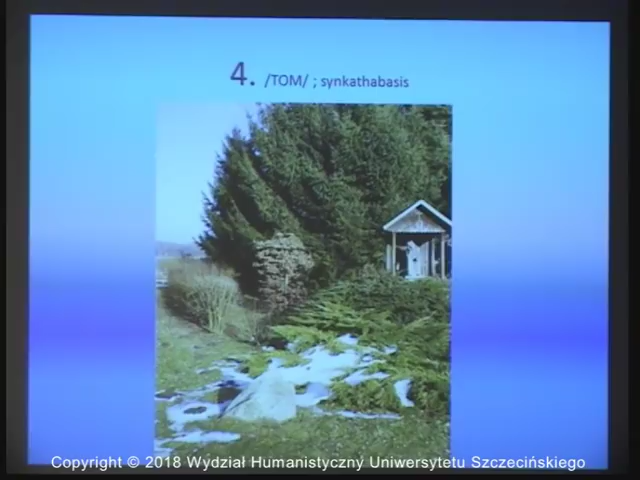 4. /TOM/ ; synkathabasis
Copyright © 2018 Wydział Humanistyczny Uniwersytetu Szczecińskiego